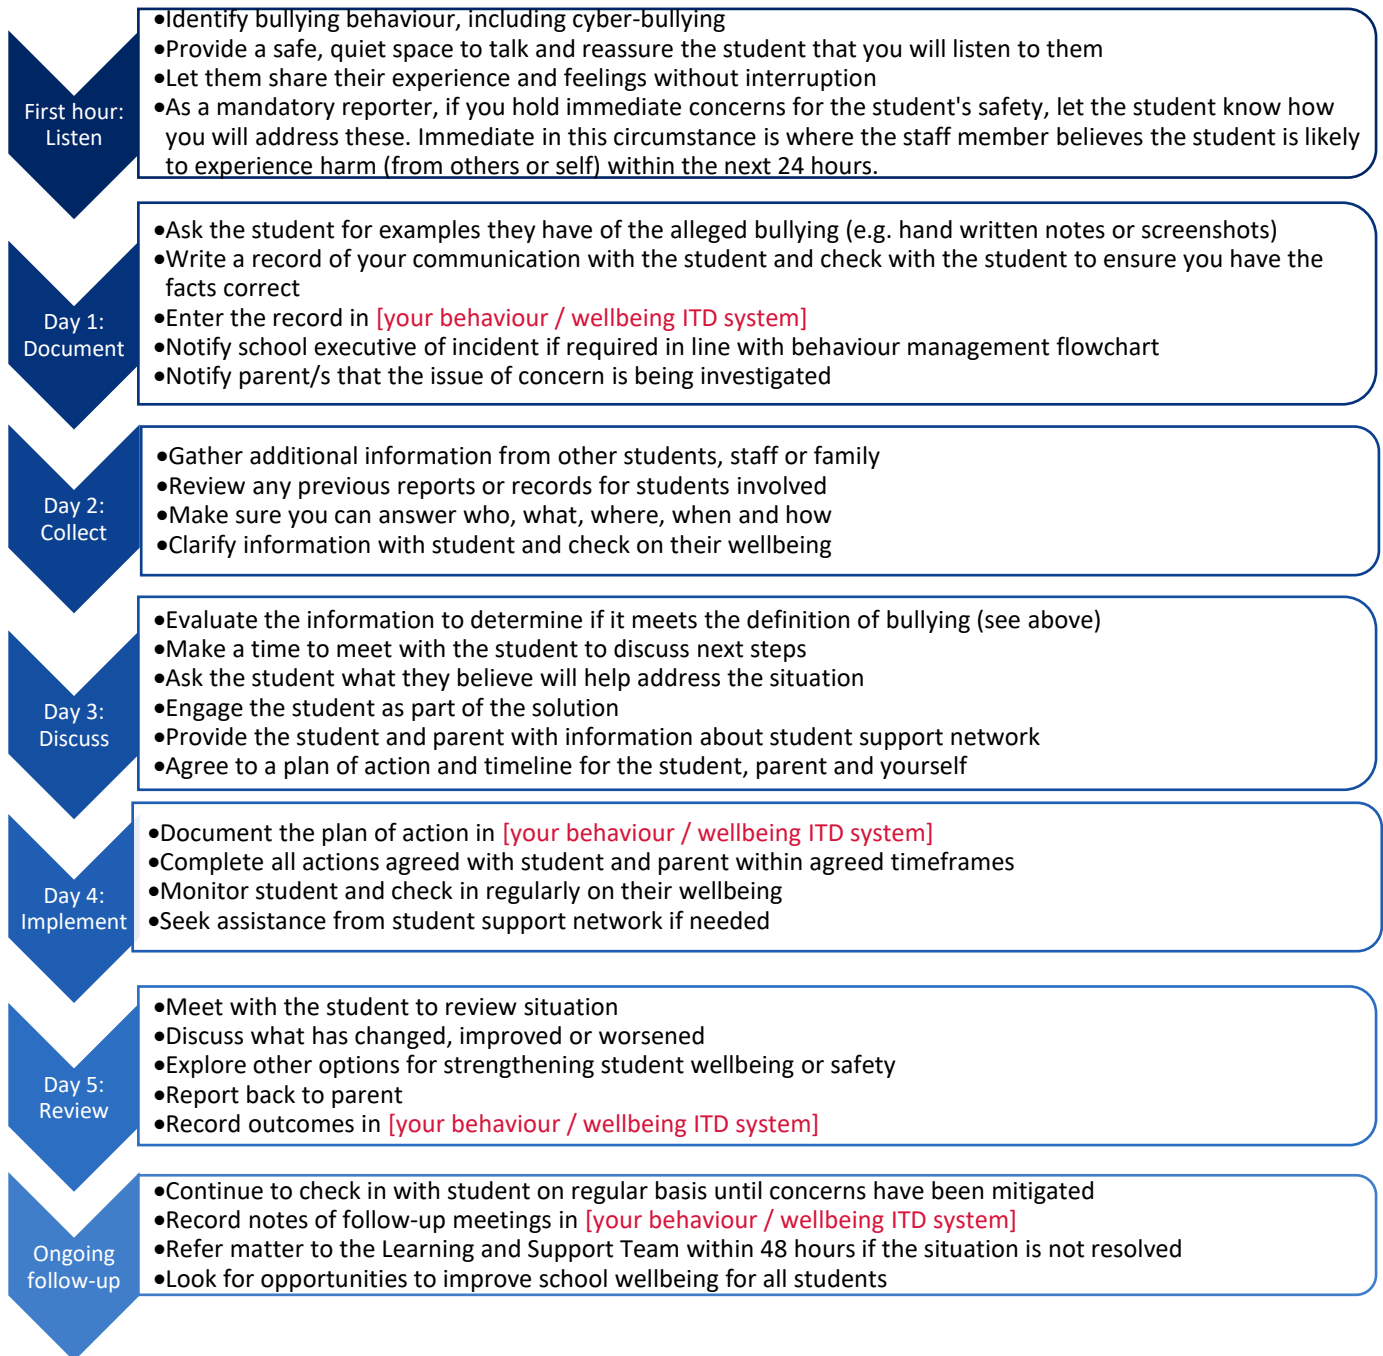 First hour:
Listen
•Identify bullying behaviour, including cyber-bullying
•Provide a safe, quiet space to talk and reassure the student that you will listen to them
•Let them share their experience and feelings without interruption
•As a mandatory reporter, if you hold immediate concerns for the student's safety, let the student know how
you will address these. Immediate in this circumstance is where the staff member believes the student is likely
to experience harm (from others or self) within the next 24 hours.
Day 1:
Document
•Ask the student for examples they have of the alleged bullying (e.g. hand written notes or screenshots)
•Write a record of your communication with the student and check with the student to ensure you have the
facts correct
•Enter the record in [your behaviour / wellbeing ITD system]
•Notify school executive of incident if required in line with behaviour management flowchart
•Notify parent/s that the issue of concern is being investigated
Day 2:
Collect
•Gather additional information from other students, staff or family
•Review any previous reports or records for students involved
•Make sure you can answer who, what, where, when and how
•Clarify information with student and check on their wellbeing
Day 3:
Discuss
•Evaluate the information to determine if it meets the definition of bullying (see above)
•Make a time to meet with the student to discuss next steps
•Ask the student what they believe will help address the situation
•Engage the student as part of the solution
•Provide the student and parent with information about student support network
•Agree to a plan of action and timeline for the student, parent and yourself
Day 4:
Implement
•Document the plan of action in [your behaviour / wellbeing ITD system]
•Complete all actions agreed with student and parent within agreed timeframes
•Monitor student and check in regularly on their wellbeing
•Seek assistance from student support network if needed
Day 5:
Review
•Meet with the student to review situation
•Discuss what has changed, improved or worsened
•Explore other options for strengthening student wellbeing or safety
•Report back to parent
•Record outcomes in [your behaviour / wellbeing ITD system]
Ongoing
follow-up
•Continue to check in with student on regular basis until concerns have been mitigated
•Record notes of follow-up meetings in [your behaviour / wellbeing ITD system]
•Refer matter to the Learning and Support Team within 48 hours if the situation is not resolved
•Look for opportunities to improve school wellbeing for all students